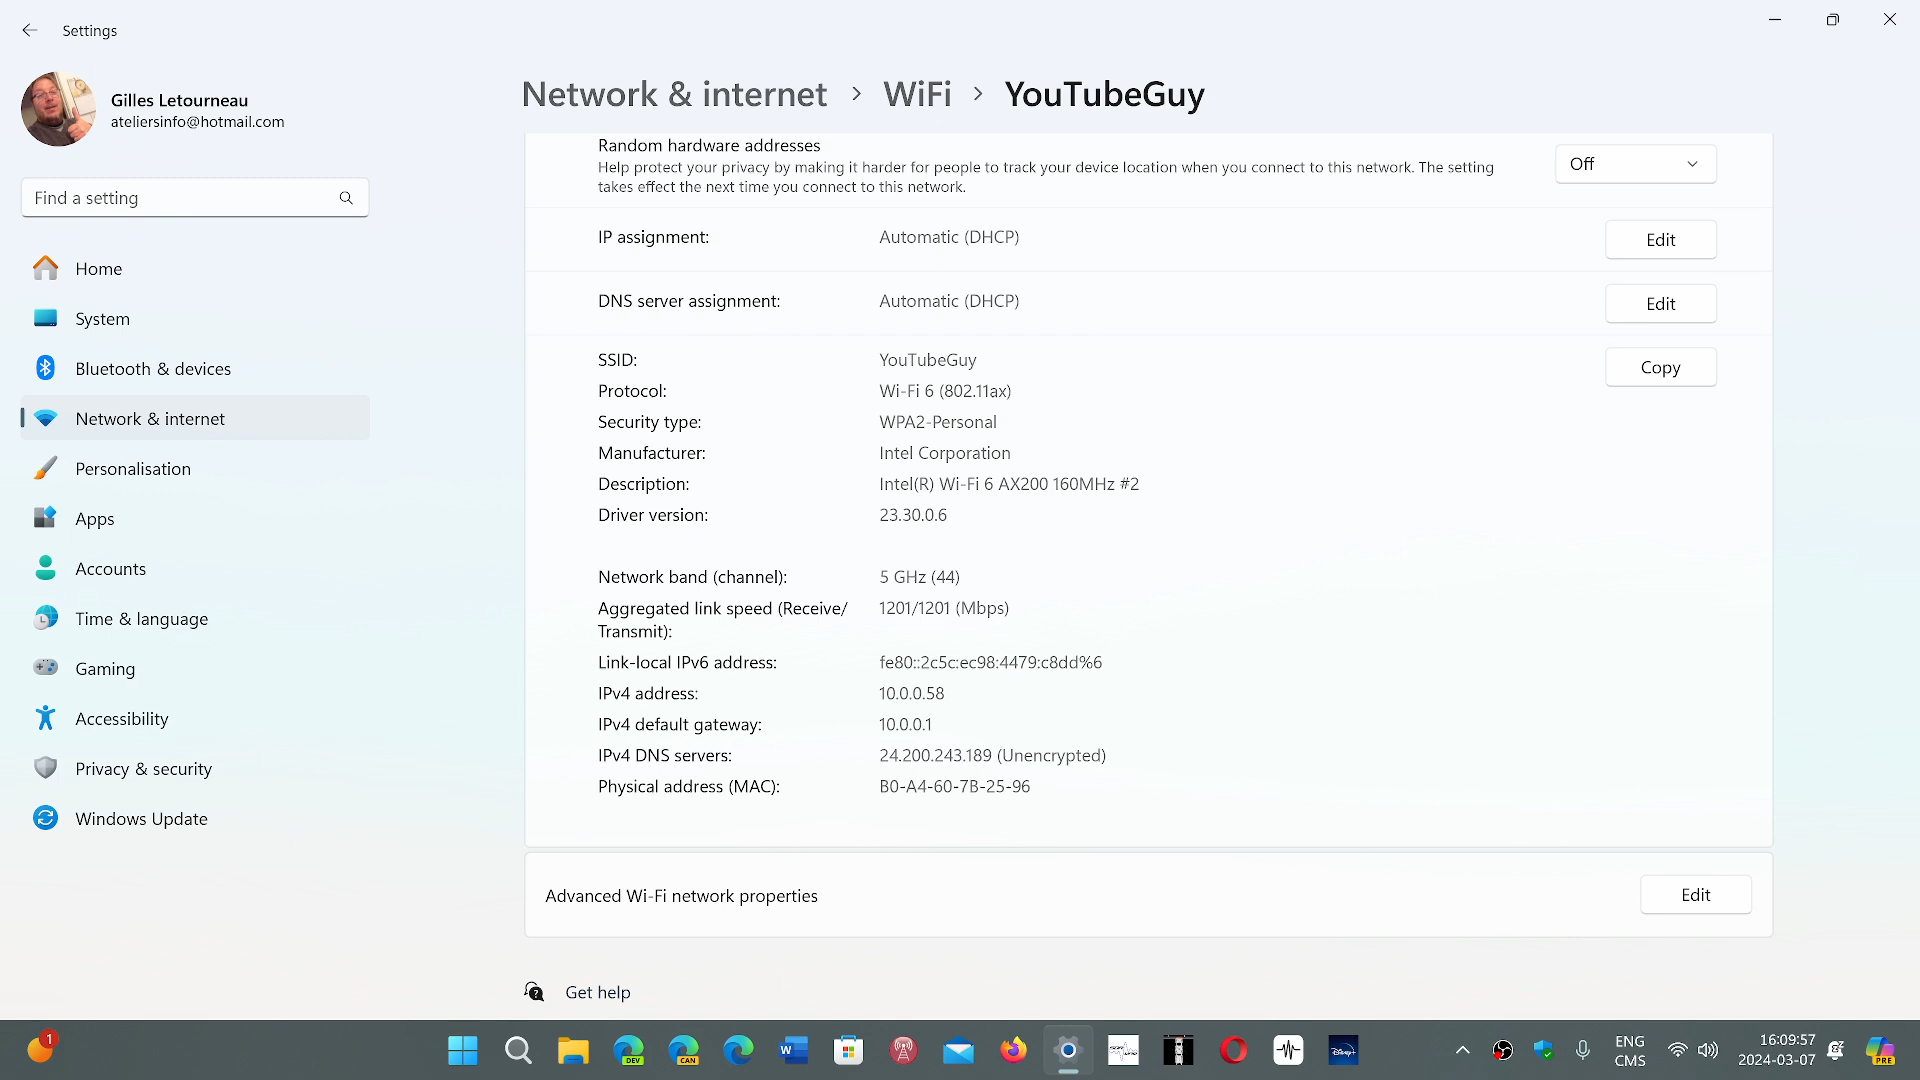 Settings
Gilles Letourneau
ateliersinfo@hotmail.com
Find a setting
Home
System
Bluetooth & devices
Network & internet
Personalisation
Apps
Accounts
Time & language
Gaming
Accessibility
Privacy & security
Windows Update
Network & internet > WiFi > YouTubeGuy
Random hardware addresses
Help protect your privacy by making it harder for people to track your device location when you connect to this network. The setting
takes effect the next time you connect to this network.
Off
IP assignment: Automatic (DHCP) Edit
DNS server assignment: Automatic (DHCP) Edit
SSID: YouTubeGuy Copy
Protocol: Wi-Fi 6 (802.11ax)
Security type: WPA2-Personal
Manufacturer: Intel Corporation
Description: Intel(R) Wi-Fi 6 AX200 160MHz #2
Driver version: 23.30.0.6
Network band (channel): 5 GHz (44)
Aggregated link speed (Receive/ 1201/1201 (Mbps)
Transmit):
Link-local IPv6 address: fe80::2c5c:ec98:4479:c8dd%6
IPv4 address: 10.0.0.58
IPv4 default gateway: 10.0.0.1
IPv4 DNS servers: 24.200.243.189 (Unencrypted)
Physical address (MAC): B0-A4-60-7B-25-96
Advanced Wi-Fi network properties Edit
Get help
1
DEV
CAN
W
Disney+
ENG
CMS
16:09:57
2024-03-07
PRE